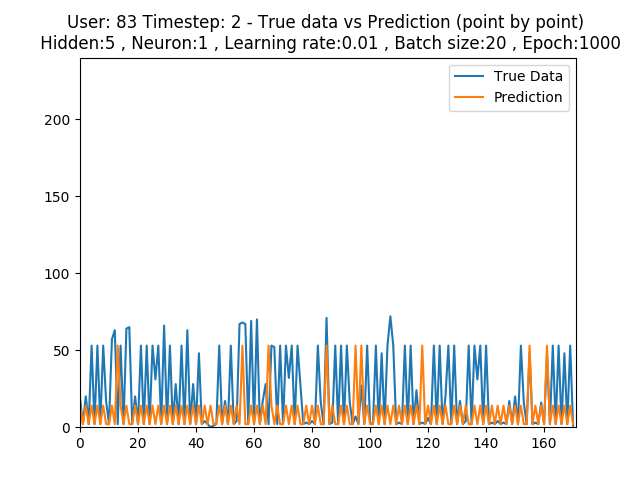 User: 83 Timestep: 2 - True data vs Prediction (point by point)
Hidden:5 , Neuron:1 , Learning rate:0.01 , Batch size:20 , Epoch:1000
True Data
Prediction
200
150
100
50
0
0 20 40 60 80 100 120 140 160